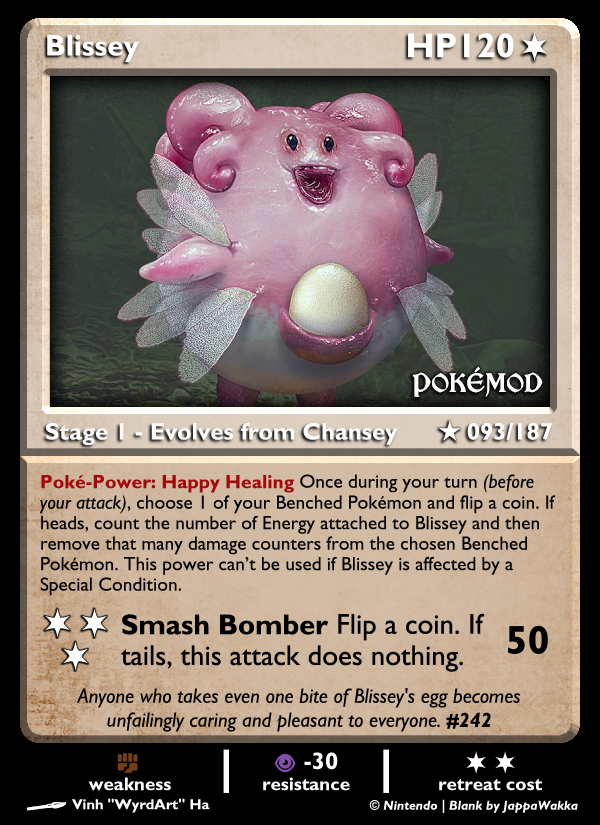 Blissey
HP120
POKÉMOD
Stage 1 - Evolves from Chansey
093/187
Poké-Power: Happy Healing Once during your turn (before
your attack), choose 1 of your Benched Pokémon and flip a coin. If
heads, count the number of Energy attached to Blissey and then
remove that many damage counters from the chosen Benched
Pokémon. This power can't be used if Blissey is affected by a
Special Condition.
Smash Bomber Flip a coin. If
tails, this attack does nothing.
50
Anyone who takes even one bite of Blissey's egg becomes
unfailingly caring and pleasant to everyone. #242
weakness
-30
resistance
retreat cost
Vinh "WyrdArt" Ha
© Nintendo | Blank by JappaWakka